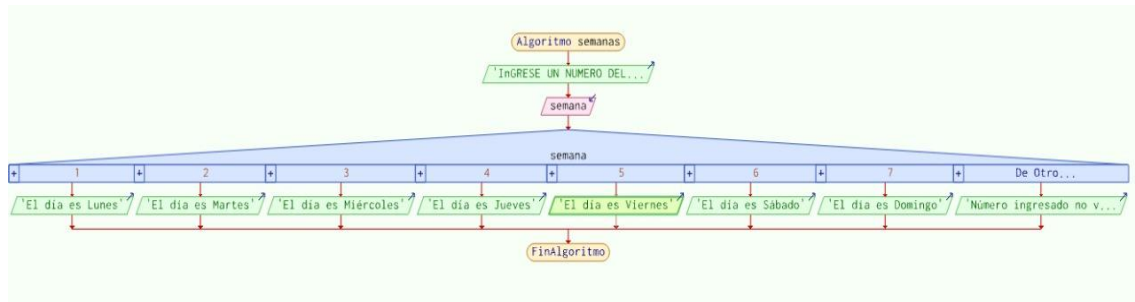 Algoritmo semanas
'InGRESE UN NUMERO DEL...
semana
semana
+ 1 + 2 + 3 + 4 + 5 + 6 + 7 + De Otro...
'El día es Lunes' 'El día es Martes' 'El día es Miércoles' 'El día es Jueves' 'El día es Viernes' 'El día es Sábado' 'El día es Domingo' 'Número ingresado no v...
FinAlgoritmo